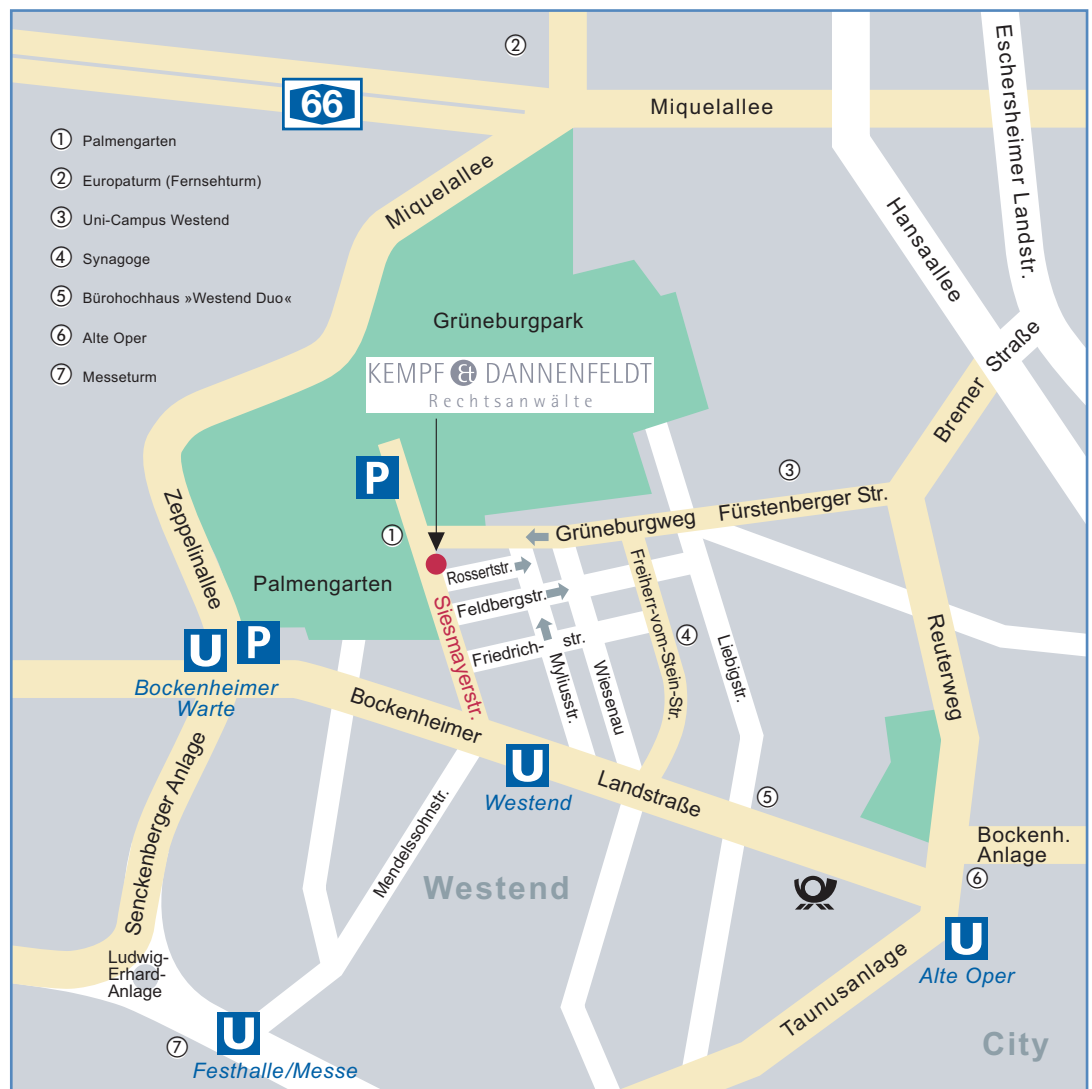 ②
66
Miquelallee
Eschersheimer Landstr.
① Palmengarten
② Europaturm (Fernsehturm)
③ Uni-Campus Westend
④ Synagoge
⑤ Bürohochhaus »Westend Duo«
⑥ Alte Oper
⑦ Messeturm
Miquelallee
Hansaallee
Grüneburgpark
KEMPF & DANNENFELDT
Rechtsanwälte
Bremer Straße
P
③
Zeppelinallee
①
Grüneburgweg
Fürstenberger Str.
Palmengarten
Rossertstr.
Feldbergstr.
Friedrich-
str.
Siesmayerstr.
Myliusstr.
Wiesenau
Freiherr-vom-Stein-Str.
④
Liebigstr.
Reuterweg
U
P
Bockenheimer
Warte
Bockenheimer
Landstraße
U
Westend
⑤
Senckenberger Anlage
Mendelssohnstr.
Westend
Bockenh.
Anlage
⑥
U
Alte Oper
Taunusanlage
Ludwig-
Erhard-
Anlage
U
Festhalle/Messe
⑦
City